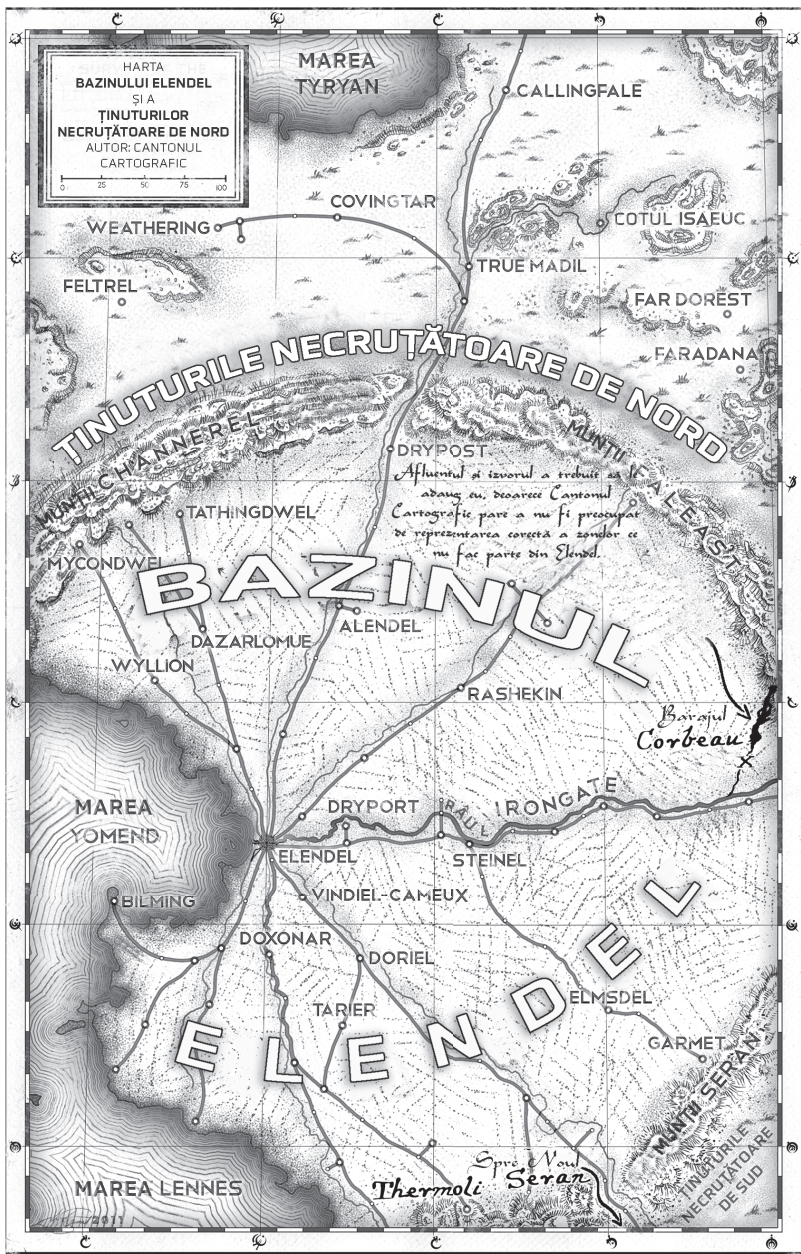 HARTA
BAZINULUI ELENDEL
ȘI A
ȚINUTURILOR
NECRUȚĂTOARE DE NORD
AUTOR: CANTONUL
CARTOGRAFIC
0 25 50 75 100
MAREA
TYRYAN
CALLINGFALE
COVINGTAR
WEATHERING
COTUL ISAEUC
TRUE MADIL
FELTREL
FAR DOREST
FARADANA
ȚINUTURILE NECRUȚĂTOARE DE NORD
MUNȚII CHANNEREL
MUNȚII FALEAST
DRYPOST
Afluentul și izvorul a trebuit să le
adaug eu, deoarece Cantonul
Cartografic pare a nu fi preocupat
de reprezentarea corectă a zonelor ce
nu fac parte din Elendel.
TATHINGDWEL
MYCONDWEL
BAZINUL
ALENDEL
DAZARLOMUE
WYLLION
RASHEKIN
Barajul
Corbeau
MAREA
YOMEND
DRYPORT
RÂUL IRONGATE
ELENDEL
STEINEL
BILMING
VINDIEL-CAMEUX
DOXONAR
DORIEL
ELMSDEL
TARIER
ELENDEL
GARMET
MUNȚII SERAN
ȚINUTURILE
NECRUȚĂTOARE
DE SUD
MAREA LENNES
Thermoli
Spre Noul
Seran
2011